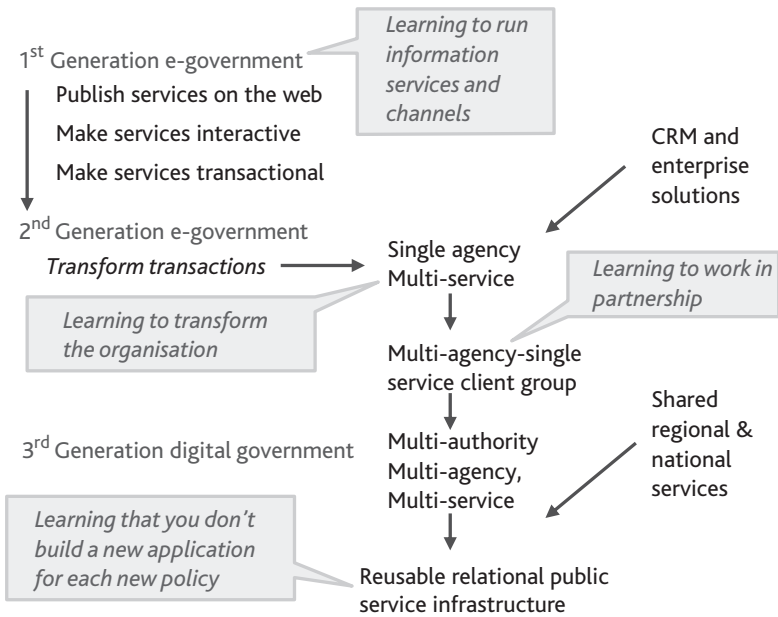 Learning to run
information
services and
channels
1st Generation e-government
Publish services on the web
Make services interactive
Make services transactional
CRM and
enterprise
solutions
2nd Generation e-government
Transform transactions
Single agency
Multi-service
Learning to work in
partnership
Learning to transform
the organisation
Multi-agency-single
service client group
Shared
regional &
national
services
3rd Generation digital government
Multi-authority
Multi-agency,
Multi-service
Learning that you don't
build a new application
for each new policy
Reusable relational public
service infrastructure